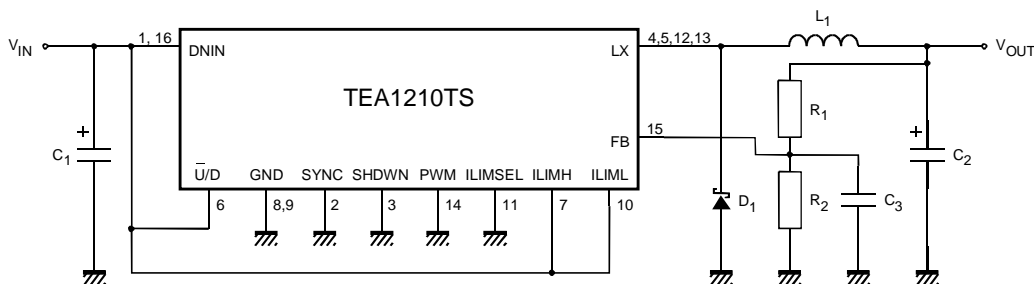 L1
VIN
1, 16
DNIN
LX
4,5,12,13
VOUT
TEA1210TS
R1
15
FB
C1
C2
U̅/D
GND
SYNC
SHDWN
PWM
ILIMSEL
ILIMH
ILIML
D1
R2
C3
6
8,9
2
3
14
11
7
10